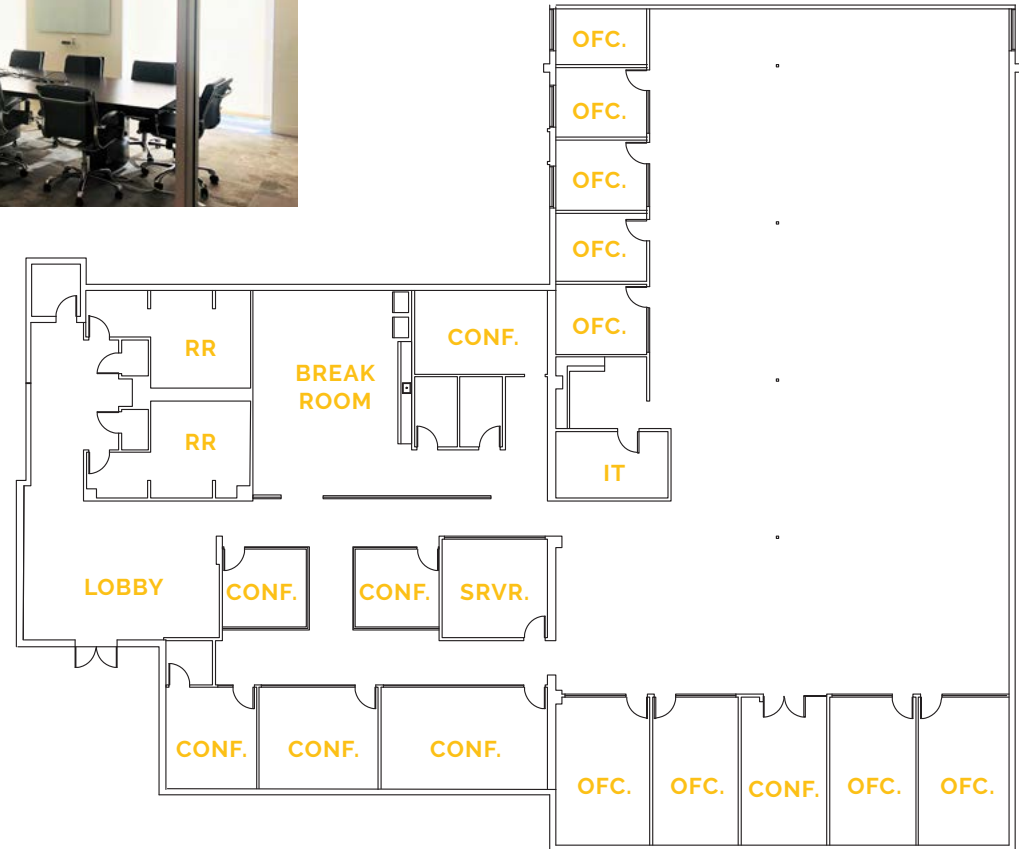 OFC.
OFC.
OFC.
OFC.
OFC.
CONF.
RR
BREAK
ROOM
RR
IT
LOBBY
CONF.
CONF.
SRVR.
CONF.
CONF.
CONF.
OFC.
OFC.
CONF.
OFC.
OFC.